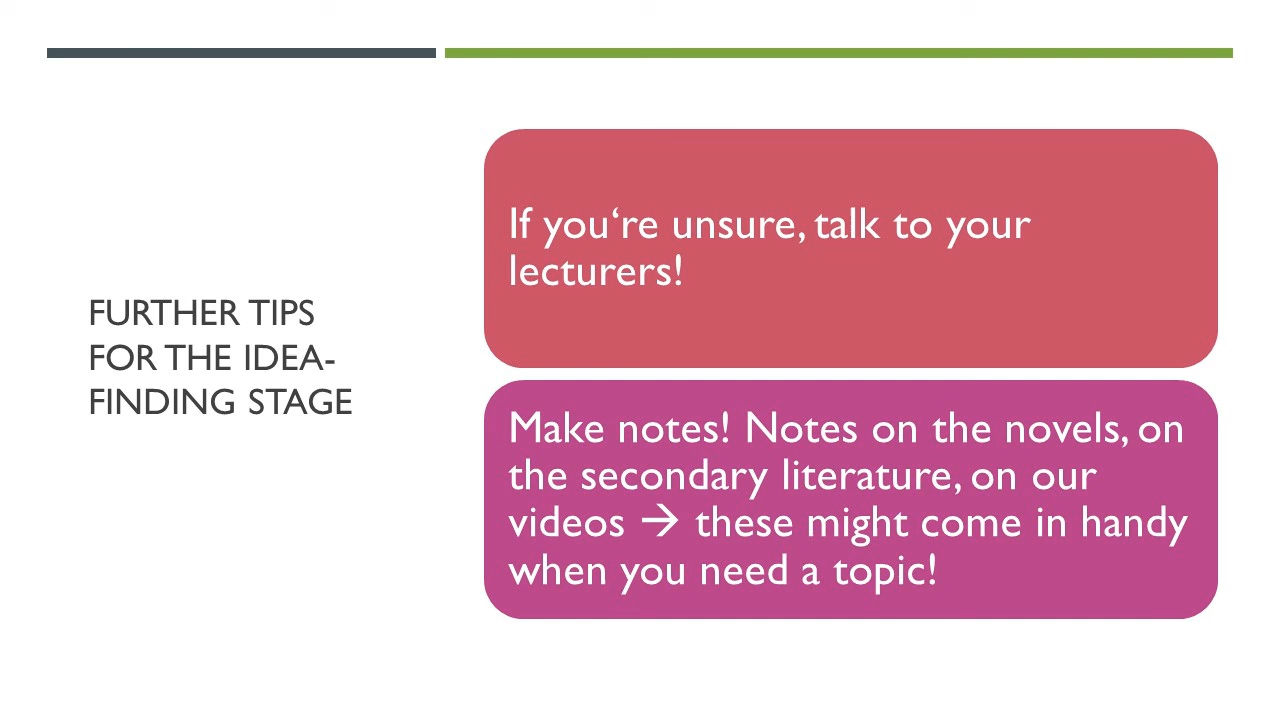 FURTHER TIPS
FOR THE IDEA-
FINDING STAGE
If you‘re unsure, talk to your
lecturers!
Make notes! Notes on the novels, on
the secondary literature, on our
videos → these might come in handy
when you need a topic!